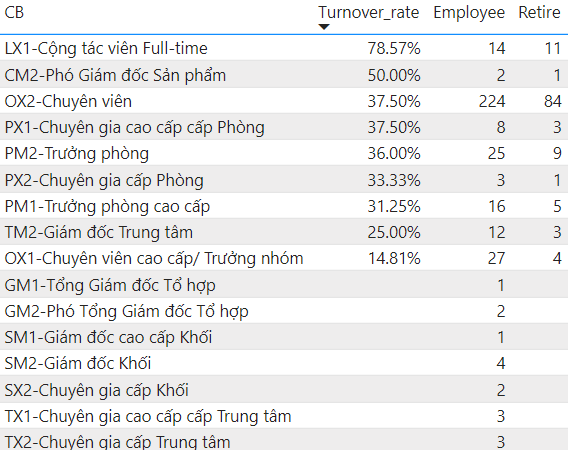 CB Turnover_rate Employee Retire
LX1-Cộng tác viên Full-time 78.57% 14 11
CM2-Phó Giám đốc Sản phẩm 50.00% 2 1
OX2-Chuyên viên 37.50% 224 84
PX1-Chuyên gia cao cấp cấp Phòng 37.50% 8 3
PM2-Trưởng phòng 36.00% 25 9
PX2-Chuyên gia cấp Phòng 33.33% 3 1
PM1-Trưởng phòng cao cấp 31.25% 16 5
TM2-Giám đốc Trung tâm 25.00% 12 3
OX1-Chuyên viên cao cấp/ Trưởng nhóm 14.81% 27 4
GM1-Tổng Giám đốc Tổ hợp 1
GM2-Phó Tổng Giám đốc Tổ hợp 2
SM1-Giám đốc cao cấp Khối 1
SM2-Giám đốc Khối 4
SX2-Chuyên gia cấp Khối 2
TX1-Chuyên gia cao cấp cấp Trung tâm 3
TX2-Chuyên gia cấp Trung tâm 3